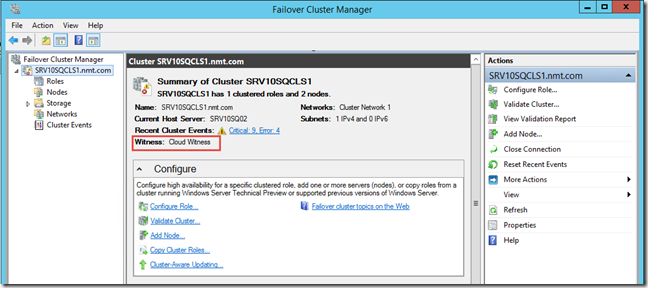 Failover Cluster Manager
File Action View Help
Failover Cluster Manager
SRV10SQCLS1.nmt.com
Roles
Nodes
Storage
Networks
Cluster Events
Cluster SRV10SQCLS1.nmt.com
Summary of Cluster SRV10SQCLS1
SRV10SQCLS1 has 1 clustered roles and 2 nodes.
Name: SRV10SQCLS1.nmt.com Networks: Cluster Network 1
Current Host Server: SRV10SQ02 Subnets: 1 IPv4 and 0 IPv6
Recent Cluster Events: Critical: 9, Error: 4
Witness: Cloud Witness
Configure
Configure high availability for a specific clustered role, add one or more servers (nodes), or copy roles from a
cluster running Windows Server Technical Preview or supported previous versions of Windows Server.
Configure Role... Failover cluster topics on the Web
Validate Cluster...
Add Node...
Copy Cluster Roles...
Cluster-Aware Updating...
Actions
SRV10SQCLS1.nmt.com
Configure Role...
Validate Cluster...
View Validation Report
Add Node...
Close Connection
Reset Recent Events
More Actions
View
Refresh
Properties
Help